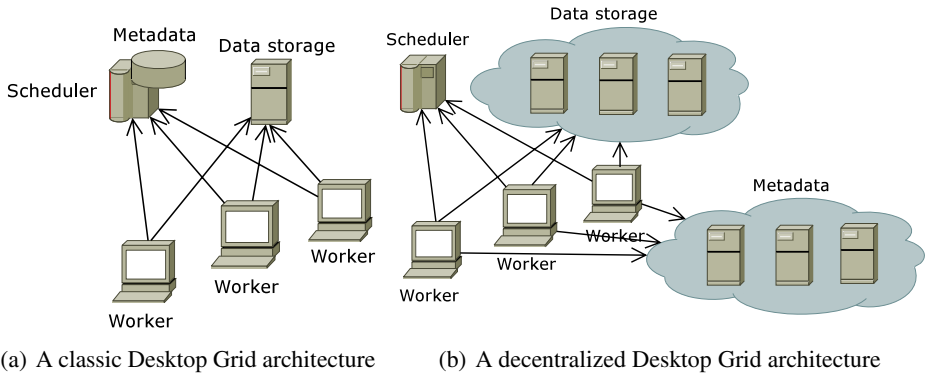 Metadata
Data storage
Scheduler
Worker
Worker
Worker
Data storage
Scheduler
Metadata
Worker
Worker
Worker
(a) A classic Desktop Grid architecture
(b) A decentralized Desktop Grid architecture